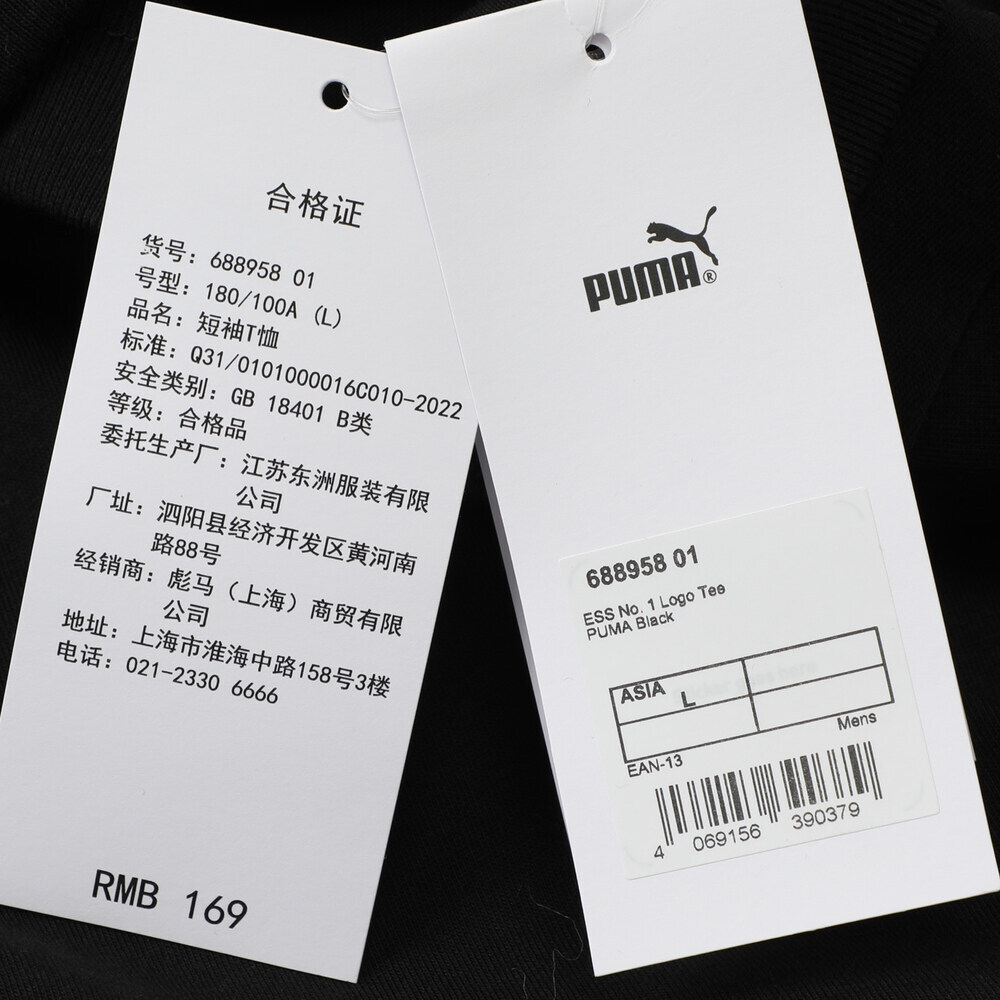 合格证
货号：688958 01
号型：180/100A (L)
品名：短袖T恤
标准：Q31/0101000016C010-2022
安全类别：GB 18401 B类
等级：合格品
委托生产厂：江苏东洲服装有限
公司
厂址：泗阳县经济开发区黄河南
路88号
经销商：彪马（上海）商贸有限
公司
地址：上海市淮海中路158号3楼
电话：021-2330 6666
RMB 169
PUMA®
688958 01
ESS No. 1 Logo Tee
PUMA Black
ASIA
L
Mens
EAN-13
4 069156 390379